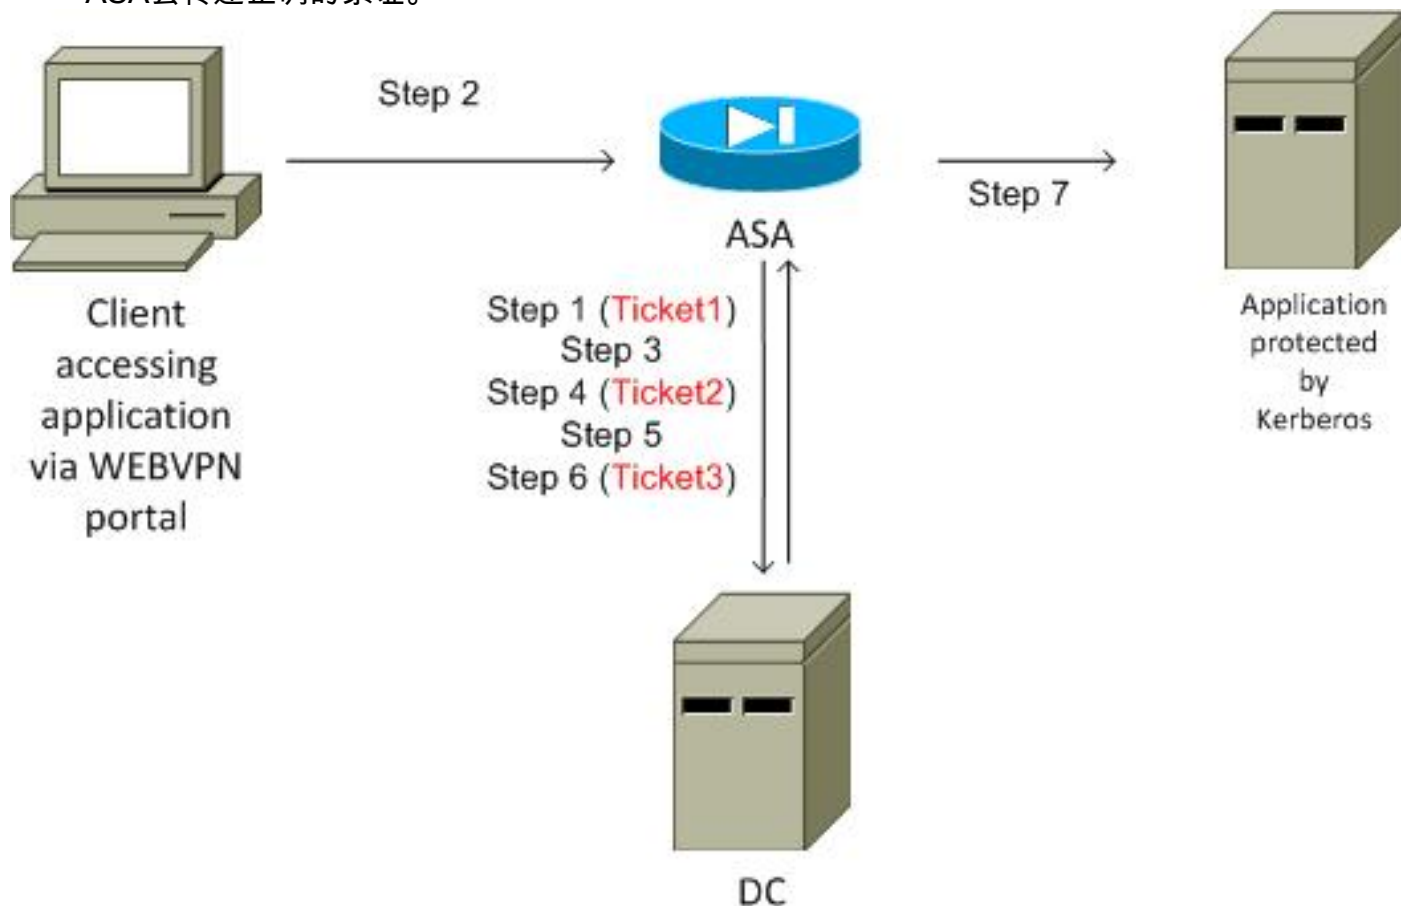 Step 2
Step 7
ASA
Step 1 (Ticket1)
Step 3
Step 4 (Ticket2)
Step 5
Step 6 (Ticket3)
Client
accessing
application
via WEBVPN
portal
Application
protected
by
Kerberos
DC